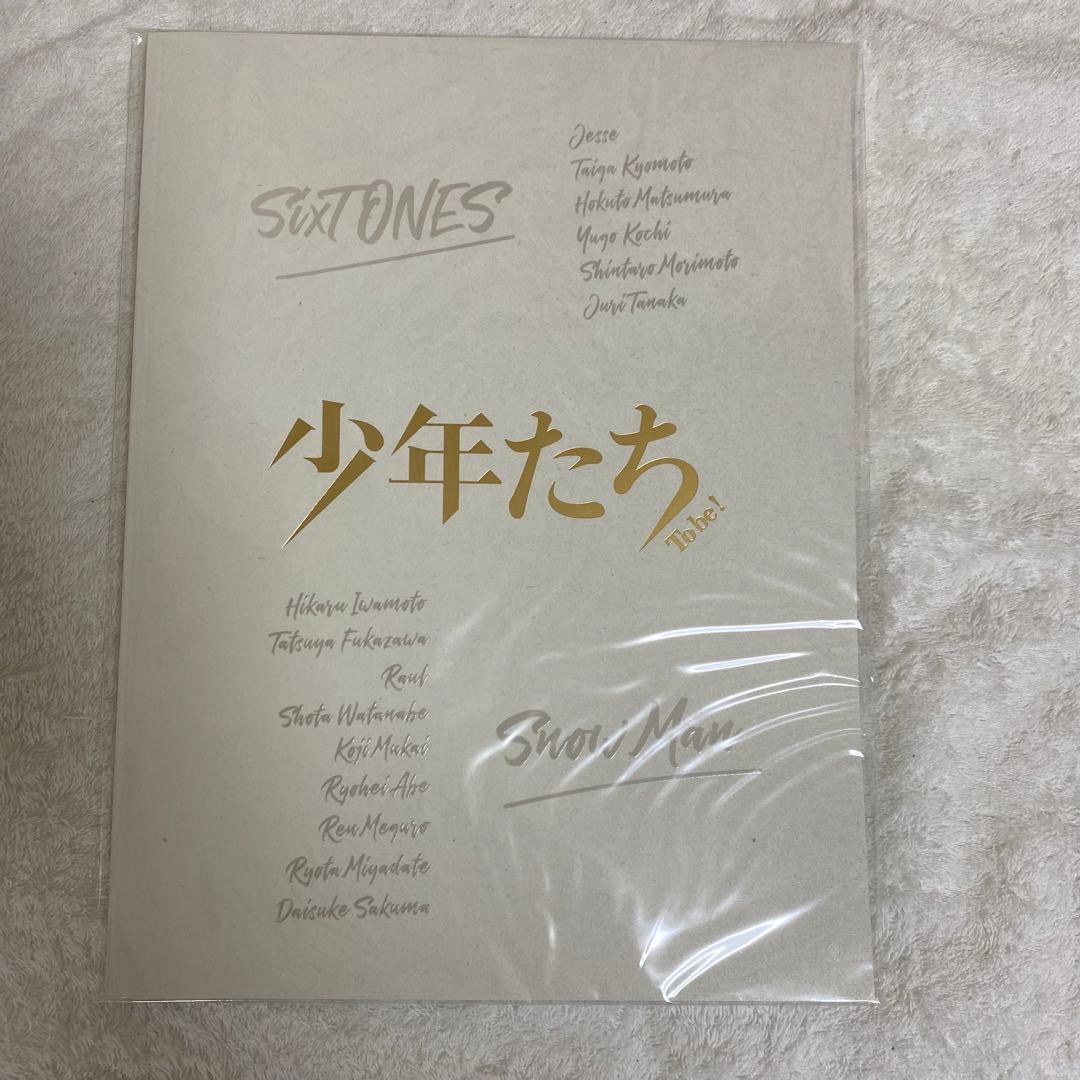 SixTONES
Jesse
Taiga Kyomoto
Hokuto Matsumura
Yugo Kochi
Shintaro Morimoto
Juri Tanaka
少年たち
To be!
Hikaru Iwamoto
Tatsuya Fukazawa
Raul
Shota Watanabe
Koji Mukai
Ryohei Abe
Ren Meguro
Ryota Miyadate
Daisuke Sakuma
Snow Man